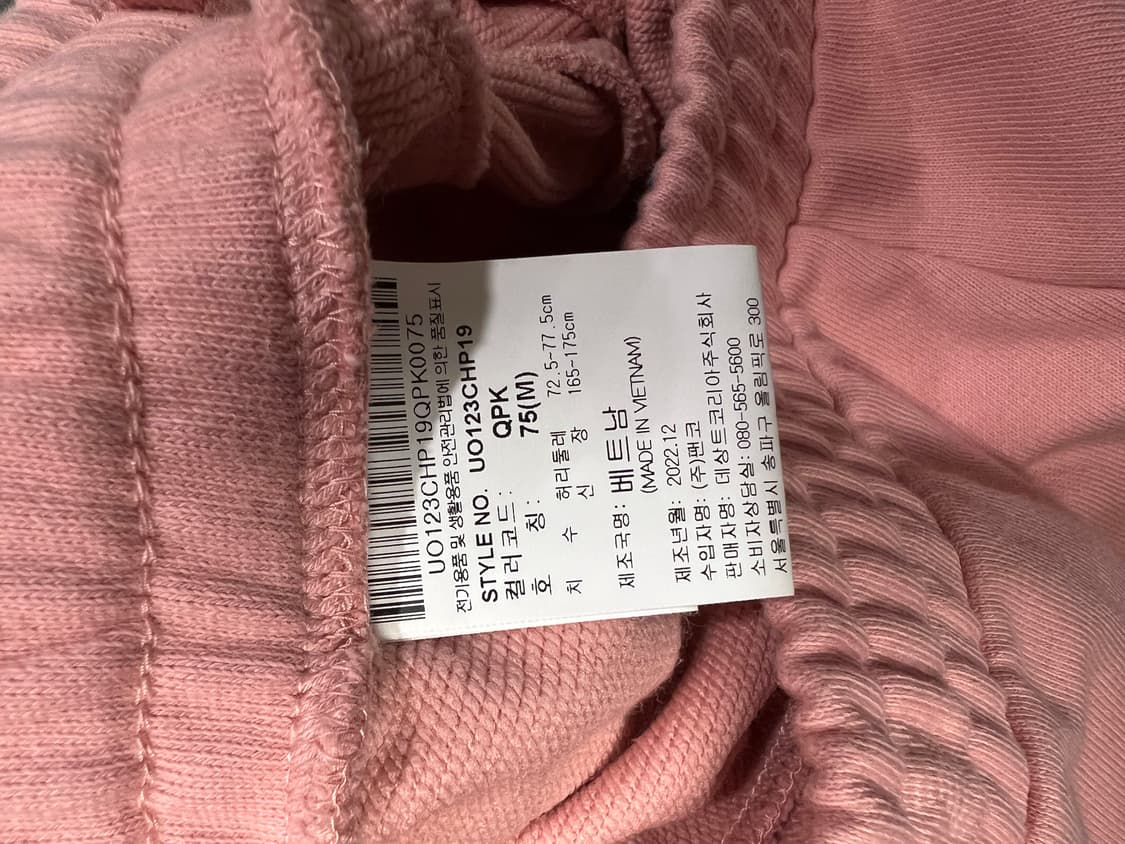 UO123CHP19QPK0075
전기용품 및 생활용품 안전관리법에 의한 품질표시
STYLE NO. UO123CHP19
컬러코드: QPK
호 칭: 75(M)
치 수 허리둘레 72.5-77.5cm
신 장 165-175cm
제조국명: 베트남
(MADE IN VIETNAM)
제조년월: 2022.12
수입자명: (주)팬코
판매자명: 데상트코리아주식회사
소비자상담실: 080-565-5600
서울특별시 송파구 올림픽로 300